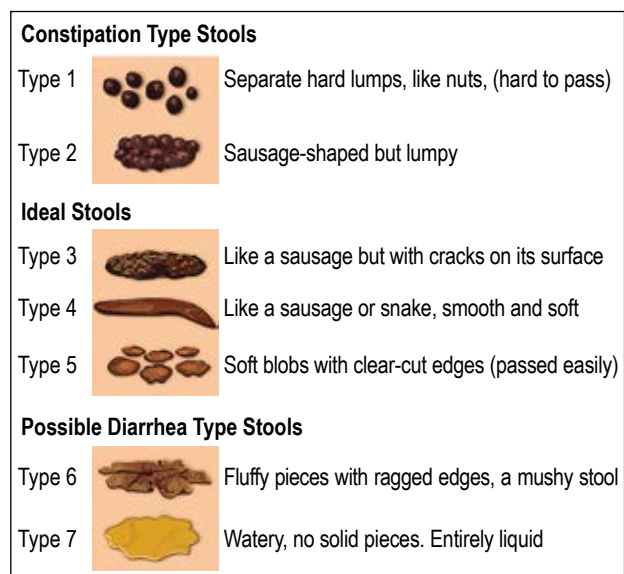 Constipation Type Stools
Type 1 Separate hard lumps, like nuts, (hard to pass)
Type 2 Sausage-shaped but lumpy
Ideal Stools
Type 3 Like a sausage but with cracks on its surface
Type 4 Like a sausage or snake, smooth and soft
Type 5 Soft blobs with clear-cut edges (passed easily)
Possible Diarrhea Type Stools
Type 6 Fluffy pieces with ragged edges, a mushy stool
Type 7 Watery, no solid pieces. Entirely liquid